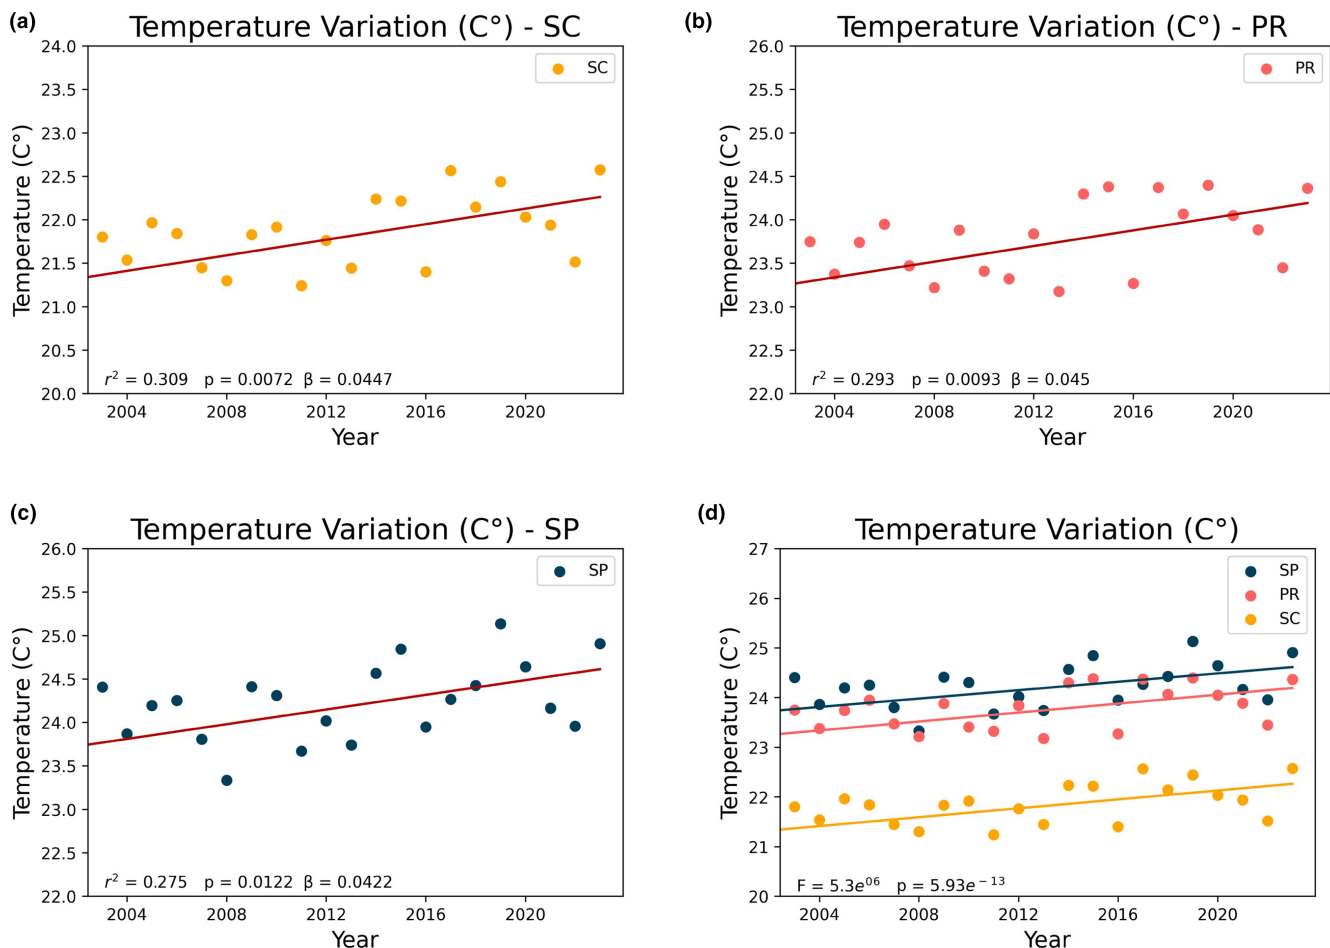 (a)
Temperature Variation (C°) - SC
SC
Temperature (C°)
24.0
23.5
23.0
22.5
22.0
21.5
21.0
20.5
20.0
r² = 0.309 p = 0.0072 β = 0.0447
2004 2008 2012 2016 2020
Year
(b)
Temperature Variation (C°) - PR
PR
Temperature (C°)
26.0
25.5
25.0
24.5
24.0
23.5
23.0
22.5
22.0
r² = 0.293 p = 0.0093 β = 0.045
2004 2008 2012 2016 2020
Year
(c)
Temperature Variation (C°) - SP
SP
Temperature (C°)
26.0
25.5
25.0
24.5
24.0
23.5
23.0
22.5
22.0
r² = 0.275 p = 0.0122 β = 0.0422
2004 2008 2012 2016 2020
Year
(d)
Temperature Variation (C°)
SP
PR
SC
Temperature (C°)
27
26
25
24
23
22
21
20
F = 5.3e⁰⁶ p = 5.93e⁻¹³
2004 2008 2012 2016 2020
Year